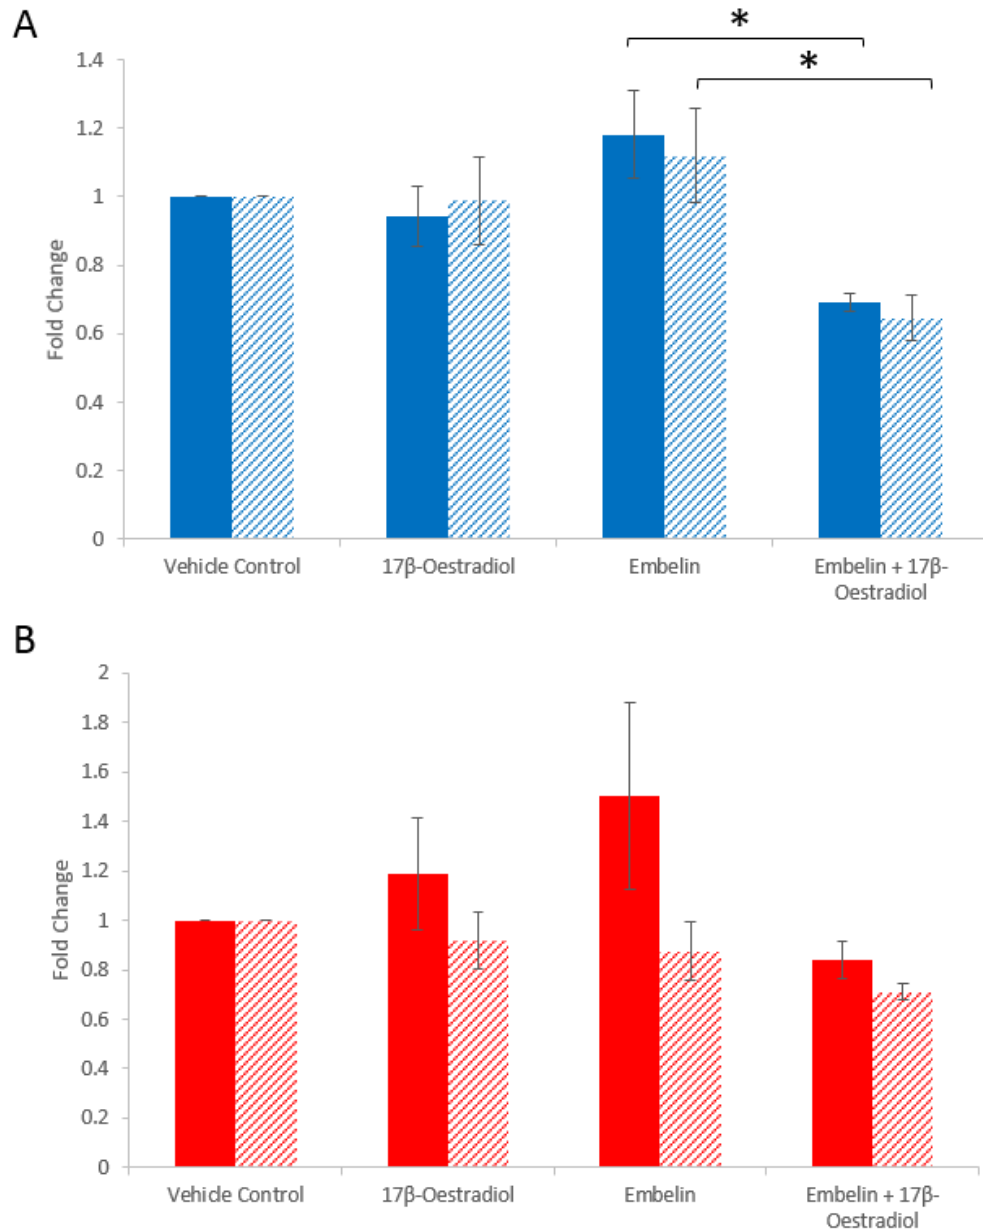 A
*
*
1.4
1.2
1
0.8
0.6
0.4
0.2
0
Fold Change
Vehicle Control
17β-Oestradiol
Embelin
Embelin + 17β-
Oestradiol
B
2
1.8
1.6
1.4
1.2
1
0.8
0.6
0.4
0.2
0
Fold Change
Vehicle Control
17β-Oestradiol
Embelin
Embelin + 17β-
Oestradiol